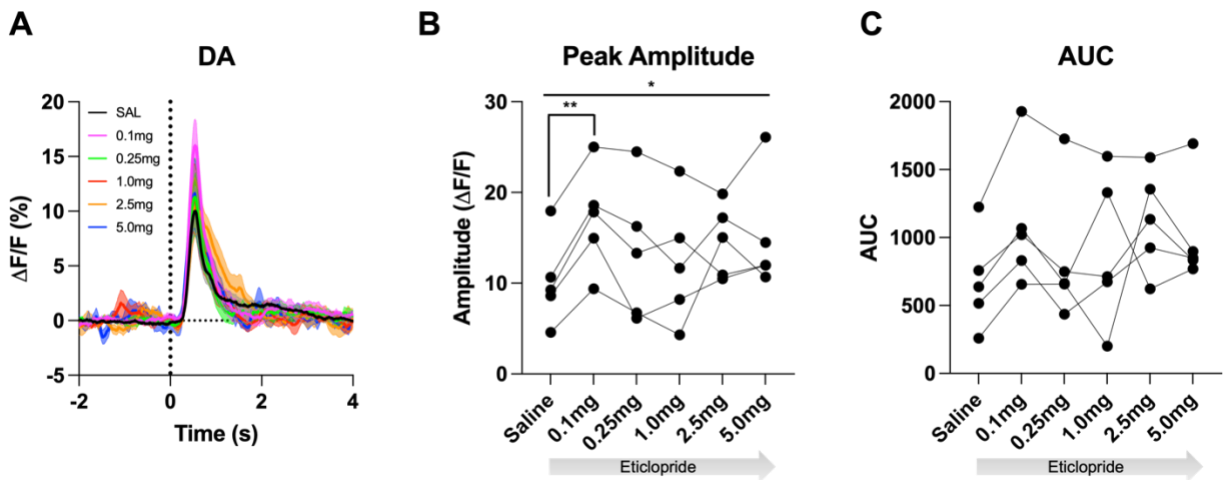 A
DA
20
15
10
5
0
-5
ΔF/F (%)
SAL
0.1mg
0.25mg
1.0mg
2.5mg
5.0mg
-2
0
2
4
Time (s)
B
Peak Amplitude
*
**
30
20
10
0
Amplitude (ΔF/F)
Saline
0.1mg
0.25mg
1.0mg
2.5mg
5.0mg
Eticlopride
C
AUC
2000
1500
1000
500
0
AUC
Saline
0.1mg
0.25mg
1.0mg
2.5mg
5.0mg
Eticlopride